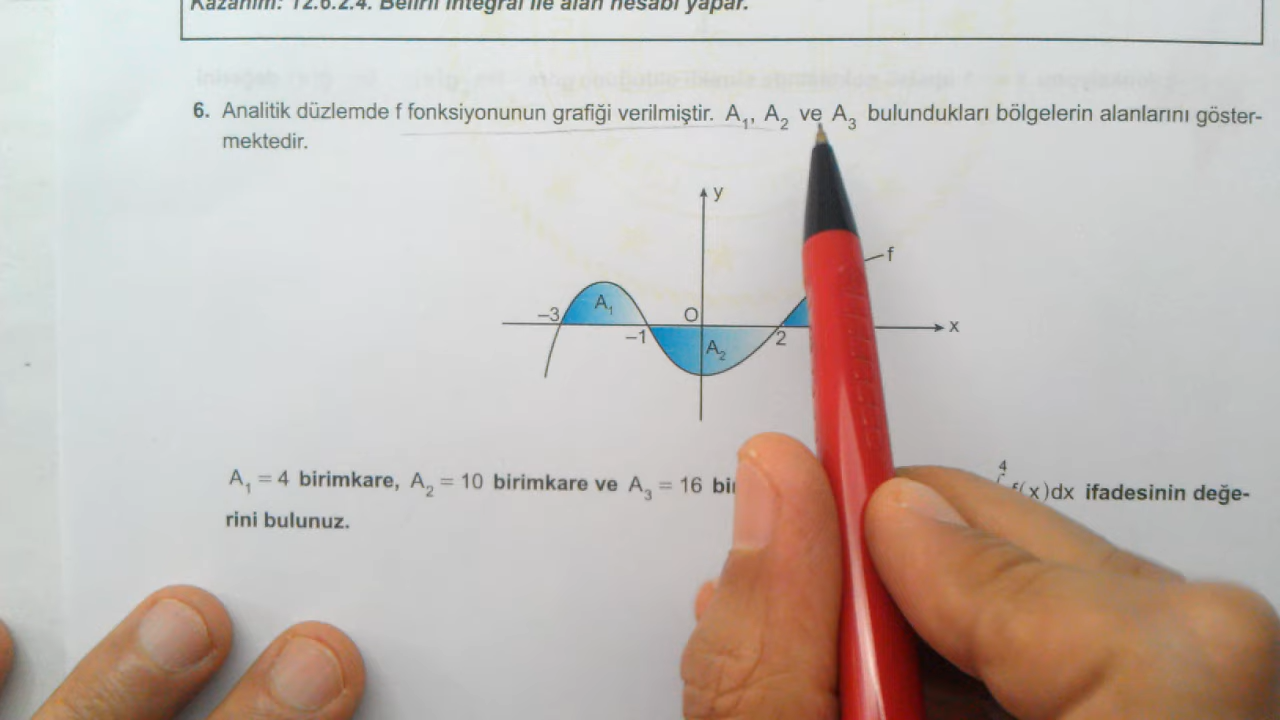 Kazanım: 12.6.2.4. Belirli integral ile alan hesabı yapar.
6. Analitik düzlemde f fonksiyonunun grafiği verilmiştir. A₁, A₂ ve A₃ bulundukları bölgelerin alanlarını göster-
mektedir.
y
f
−3 A₁ O x
−1 A₂ 2
4
A₁ = 4 birimkare, A₂ = 10 birimkare ve A₃ = 16 f(x)dx ifadesinin değe-
rini bulunuz.